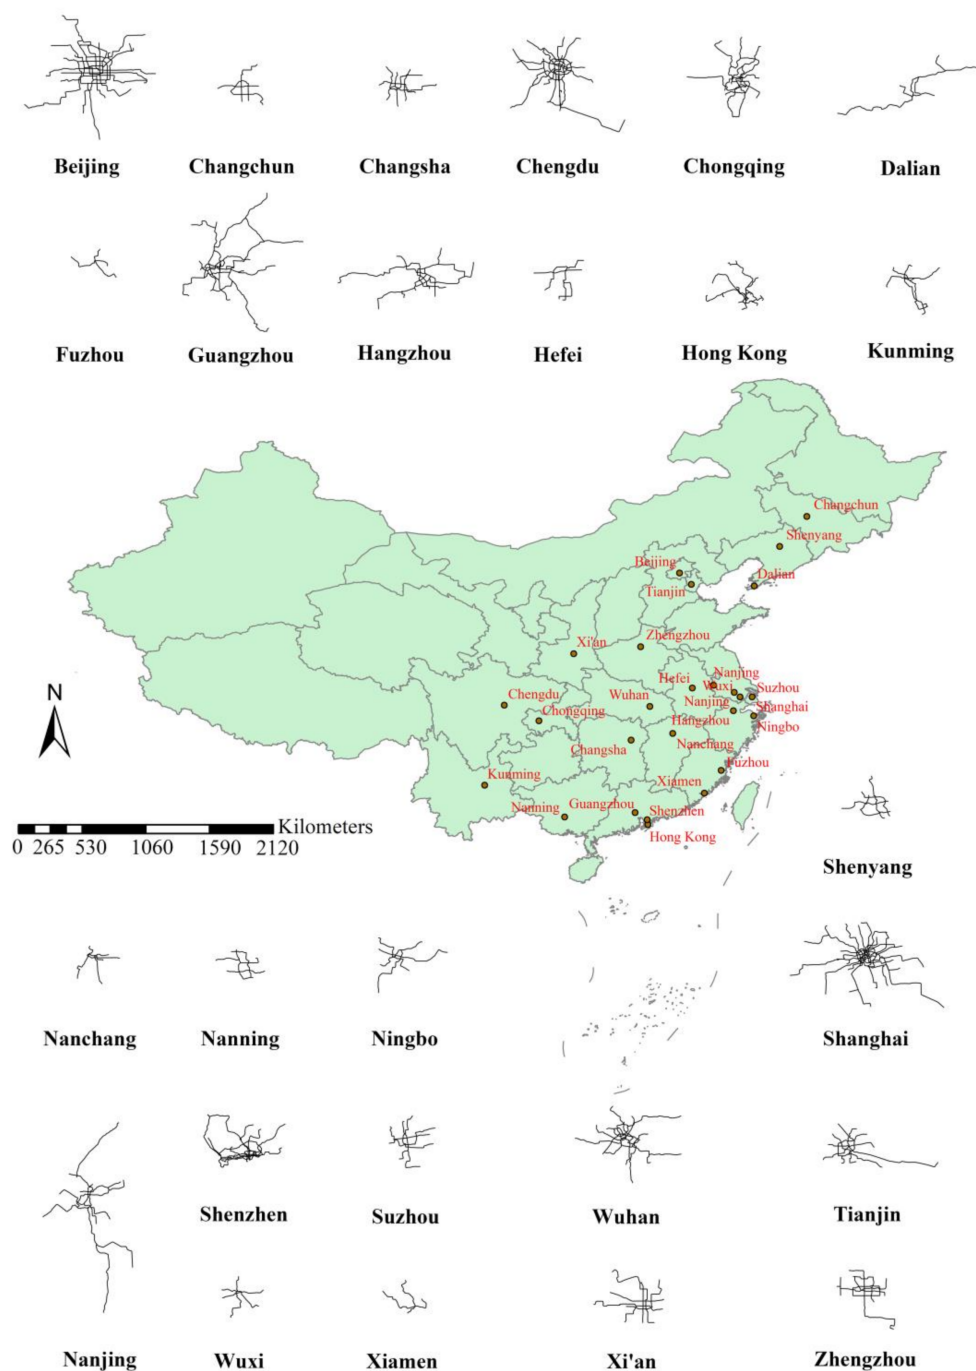 Beijing Changchun Changsha Chengdu Chongqing Dalian
Fuzhou Guangzhou Hangzhou Hefei Hong Kong Kunming
Changchun
Shenyang
Beijing
Dalian
Tianjin
Zhengzhou
Xi'an
Nanjing
Hefei
Wuxi
Suzhou
Chengdu
Wuhan
Nanjing
Shanghai
Chongqing
Hangzhou
Ningbo
Changsha
Nanchang
Fuzhou
Kunming
Xiamen
Nanning
Guangzhou
Shenzhen
Hong Kong
N
Kilometers
0 265 530 1060 1590 2120
Shenyang
Nanchang Nanning Ningbo Shanghai
Shenzhen Suzhou Wuhan Tianjin
Nanjing Wuxi Xiamen Xi'an Zhengzhou